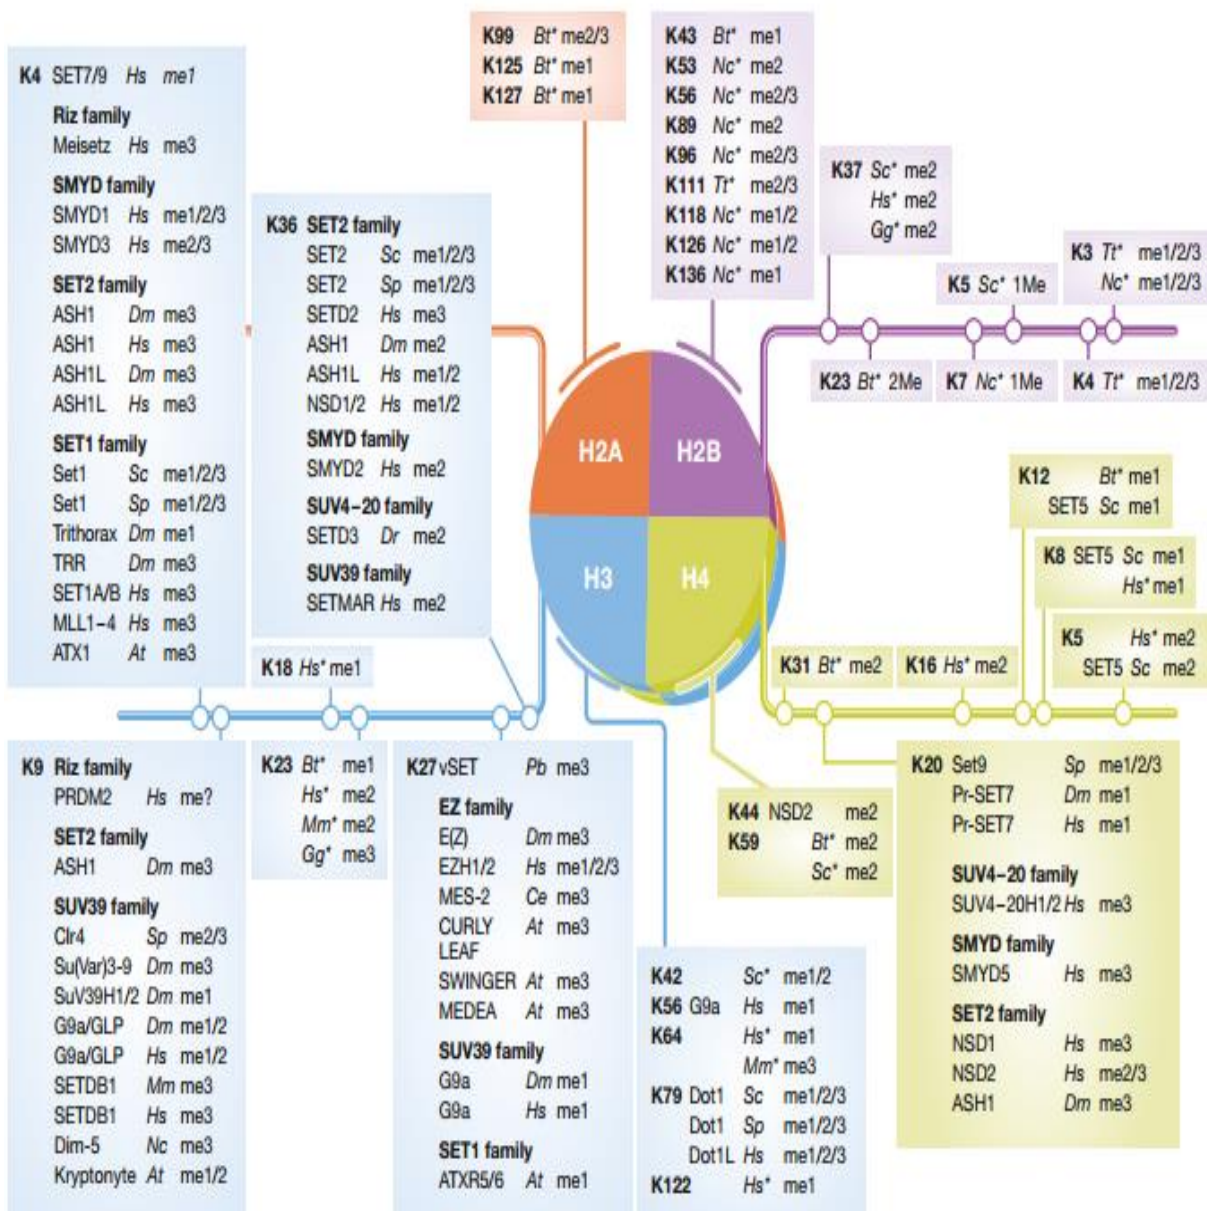 K4 SET7/9 Hs me1
Riz family
Meisetz Hs me3
SMYD family
SMYD1 Hs me1/2/3
SMYD3 Hs me2/3
SET2 family
ASH1 Dm me3
ASH1 Hs me3
ASH1L Dm me3
ASH1L Hs me3
SET1 family
Set1 Sc me1/2/3
Set1 Sp me1/2/3
Trithorax Dm me1
TRR Dm me3
SET1A/B Hs me3
MLL1–4 Hs me3
ATX1 At me3
K36 SET2 family
SET2 Sc me1/2/3
SET2 Sp me1/2/3
SETD2 Hs me3
ASH1 Dm me2
ASH1L Hs me1/2
NSD1/2 Hs me1/2
SMYD family
SMYD2 Hs me2
SUV4–20 family
SETD3 Dr me2
SUV39 family
SETMAR Hs me2
K18 Hs* me1
K99 Bt* me2/3
K125 Bt* me1
K127 Bt* me1
K43 Bt* me1
K53 Nc* me2
K56 Nc* me2/3
K89 Nc* me2
K96 Nc* me2/3
K111 Tt* me2/3
K118 Nc* me1/2
K126 Nc* me1/2
K136 Nc* me1
K37 Sc* me2
Hs* me2
Gg* me2
K5 Sc* 1Me
K3 Tt* me1/2/3
Nc* me1/2/3
K23 Bt* 2Me
K7 Nc* 1Me
K4 Tt* me1/2/3
H2A
H2B
H3
H4
K12 Bt* me1
SET5 Sc me1
K8 SET5 Sc me1
Hs* me1
K5 Hs* me2
SET5 Sc me2
K31 Bt* me2
K16 Hs* me2
K9 Riz family
PRDM2 Hs me?
SET2 family
ASH1 Dm me3
SUV39 family
Clr4 Sp me2/3
Su(Var)3-9 Dm me3
SuV39H1/2 Dm me1
G9a/GLP Dm me1/2
G9a/GLP Hs me1/2
SETDB1 Mm me3
SETDB1 Hs me3
Dim-5 Nc me3
Kryptonyte At me1/2
K23 Bt* me1
Hs* me2
Mm* me2
Gg* me3
K27 vSET Pb me3
EZ family
E(Z) Dm me3
EZH1/2 Hs me1/2/3
MES-2 Ce me3
CURLY At me3
LEAF
SWINGER At me3
MEDEA At me3
SUV39 family
G9a Dm me1
G9a Hs me1
SET1 family
ATXR5/6 At me1
K42 Sc* me1/2
K56 G9a Hs me1
K64 Hs* me1
Mm* me3
K79 Dot1 Sc me1/2/3
Dot1 Sp me1/2/3
Dot1L Hs me1/2/3
K122 Hs* me1
K44 NSD2 me2
K59 Bt* me2
Sc* me2
K20 Set9 Sp me1/2/3
Pr-SET7 Dm me1
Pr-SET7 Hs me1
SUV4–20 family
SUV4–20H1/2 Hs me3
SMYD family
SMYD5 Hs me3
SET2 family
NSD1 Hs me3
NSD2 Hs me2/3
ASH1 Dm me3